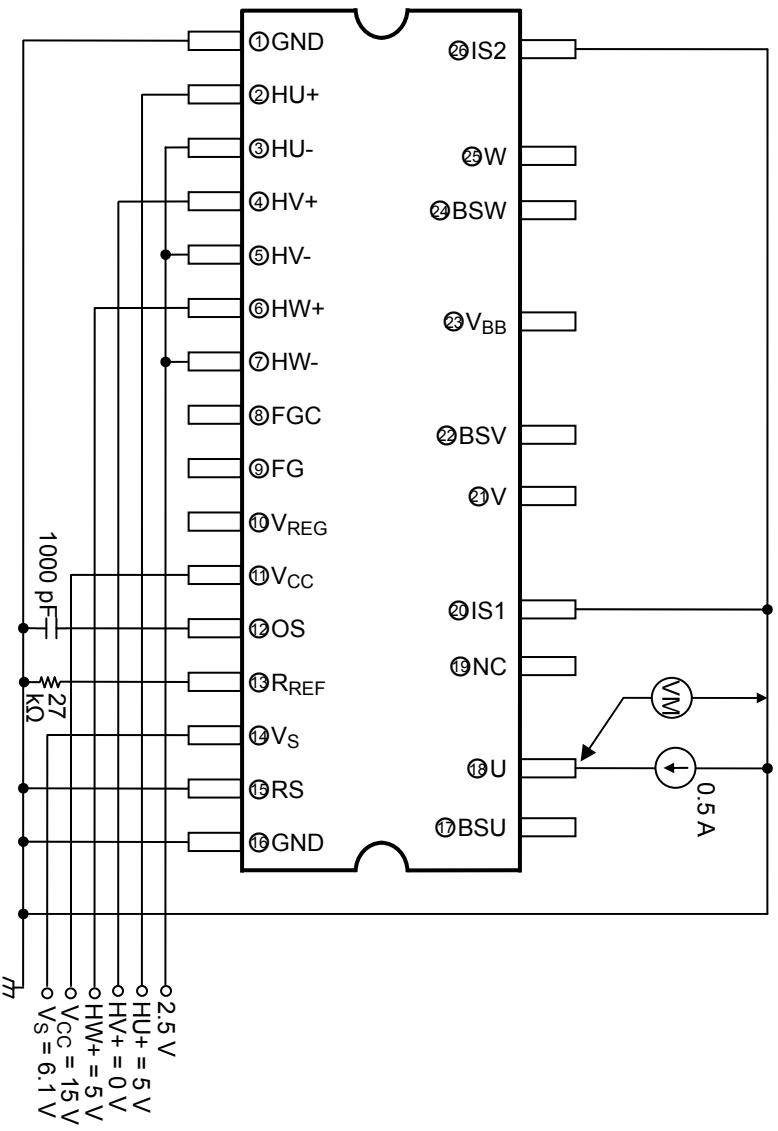 ①GND
②HU+
③HU-
④HV+
⑤HV-
⑥HW+
⑦HW-
⑧FGC
⑨FG
⑩VREG
⑪VCC
⑫OS
⑬RREF
⑭VS
⑮RS
⑯GND
㉖IS2
㉕W
㉔BSW
㉓VBB
㉒BSV
㉑V
⑳IS1
⑲NC
⑱U
⑰BSU
VM
0.5 A
1000 pF
27
kΩ
2.5 V
HU+ = 5 V
HV+ = 0 V
HW+ = 5 V
VCC = 15 V
VS = 6.1 V